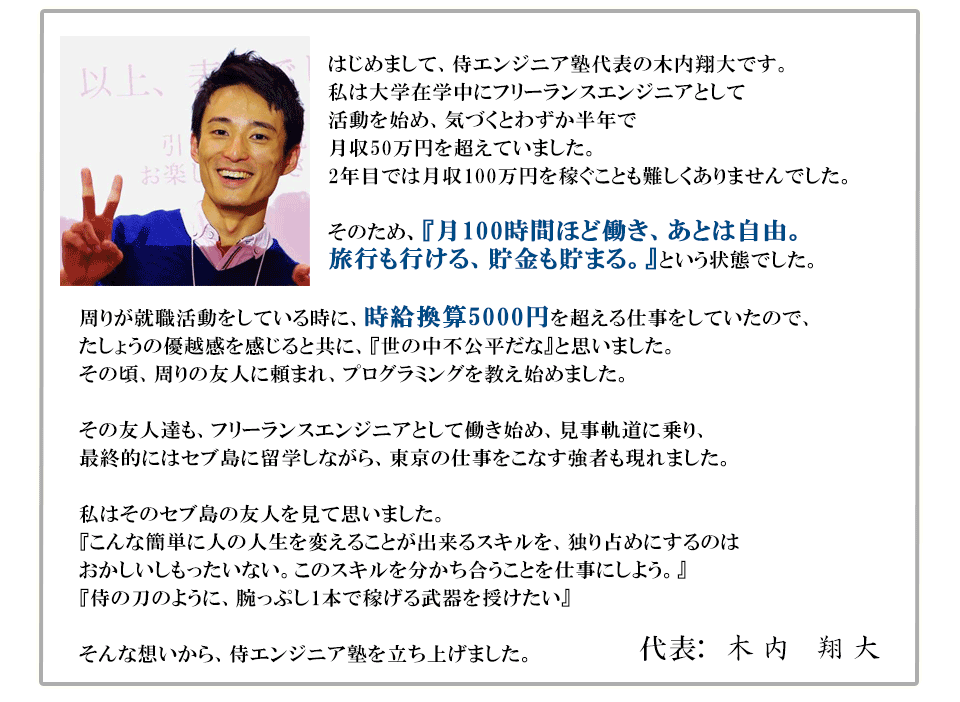 以上、
引
お楽し
はじめまして、侍エンジニア塾代表の木内翔大です。
私は大学在学中にフリーランスエンジニアとして
活動を始め、気づくとわずか半年で
月収50万円を超えていました。
2年目では月収100万円を稼ぐことも難しくありませんでした。
そのため、『月100時間ほど働き、あとは自由。
旅行も行ける、貯金も貯まる。』という状態でした。
周りが就職活動をしている時に、時給換算5000円を超える仕事をしていたので、
たしょうの優越感を感じると共に、『世の中不公平だな』と思いました。
その頃、周りの友人に頼まれ、プログラミングを教え始めました。
その友人達も、フリーランスエンジニアとして働き始め、見事軌道に乗り、
最終的にはセブ島に留学しながら、東京の仕事をこなす強者も現れました。
私はそのセブ島の友人を見て思いました。
『こんな簡単に人の人生を変えることが出来るスキルを、独り占めにするのは
おかしいしもったいない。このスキルを分かち合うことを仕事にしよう。』
『侍の刀のように、腕っぷし1本で稼げる武器を授けたい』
そんな想いから、侍エンジニア塾を立ち上げました。
代表： 木内　翔大